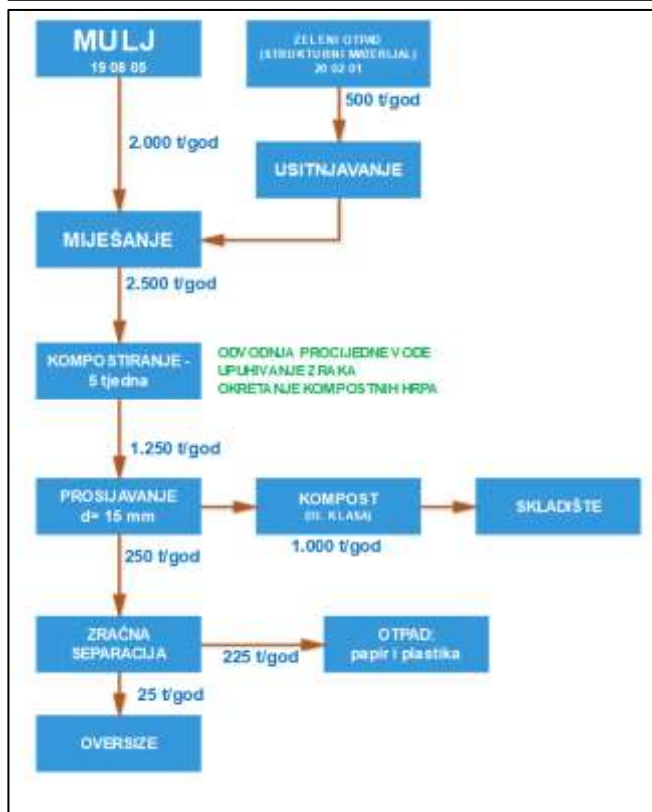 MULJ
19 08 05
ZELENI OTPAD
(STRUKTURNI MATERIJAL)
20 02 01
2.000 t/god
500 t/god
USITNJAVANJE
MIJEŠANJE
2.500 t/god
KOMPOSTIRANJE -
5 tjedna
ODVODNJA PROCIJEDNE VODE
UPUHIVANJE ZRAKA
OKRETANJE KOMPOSTNIH HRPA
1.250 t/god
PROSIJAVANJE
d= 15 mm
KOMPOST
(III. KLASA)
SKLADIŠTE
1.000 t/god
250 t/god
ZRAČNA
SEPARACIJA
225 t/god
OTPAD:
papir i plastika
25 t/god
OVERSIZE